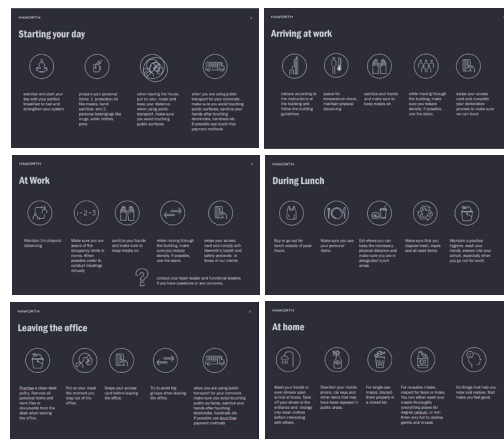 HAWORTH
Starting your day
exercise and start your
day with your perfect
breakfast to fuel and
strengthen your system
prepare your personal
1. protection kit
like masks, hand
sanitizer and 2.
personal belongings like
mugs, water bottles,
pens
when leaving the house,
put on your mask and
keep your distance,
when using public
transport, make sure
you avoid touching
public surfaces
when you are using public
transport for your commute,
make sure you avoid touching
public surfaces, sanitize your
hands after touching
doorknobs, handrails etc.
If possible use touch free
payment methods
HAWORTH
Arriving at work
behave according to
the instructions of
the building and
follow the building
guidelines
queue for
temperature check,
maintain physical
distancing
sanitize your hands
and make sure to
keep masks on
while moving through
the building, make
sure you reduce
density. If possible,
use the stairs
swipe your access
card and complete
your declaration
process to make sure
we can track.
HAWORTH
At Work
Maintain 2m physical
distancing
1-2-3
Make sure you are
aware of the
occupancy limits in
rooms. When
possible prefer to
conduct meetings
virtually
sanitize your hands
and make sure to
keep masks on.
while moving through
the building, make
sure you reduce
density. If possible,
use the stairs
swipe your access
card and comply with
Haworth's health and
safety protocols, or
those of our clients
?
contact your team leader and functional leaders
if you have questions or any concerns.
HAWORTH
During Lunch
Buy or go out for
lunch outside of peak
hours.
Make sure you use
your personal
items.
Eat where you can
keep the necessary
physical distance and
make sure you are in
designated lunch
areas
Make sure that you
dispose trash, wipe
and all used items.
Maintain a practice
hygiene, wash your
hands, sneeze into your
armpit, especially when
you go out for lunch.
HAWORTH
Leaving the office
Practise a clean desk
policy. Remove all
personal items and
work files or
documents from the
desk when leaving
the office.
Put on your mask
the moment you
step out of the
office.
Swipe your access
card before leaving
the office.
Try to avoid big
groups when leaving
the office.
when you are using public
transport for your commute,
make sure you avoid touching
public surfaces, sanitize your
hands after touching
doorknobs, handrails etc.
If possible use touchfree
payment methods
HAWORTH
At home
Wash your hands or
even shower upon
arrival at home. Take
off your shoes at the
entrance and change
into clean clothes
before interacting
with others.
Disinfect your mobile
phone, car keys and
other items that may
have been exposed in
public areas.
For single-use
masks, discard
them properly in
a closed bin.
For reusable masks,
inspect for tears or holes.
You can either wash your
masks thoroughly
everything above 60
degree Celsius, or iron
them very hot to destroy
germs and viruses
Do things that help you
relax and restore, that
make you feel good.